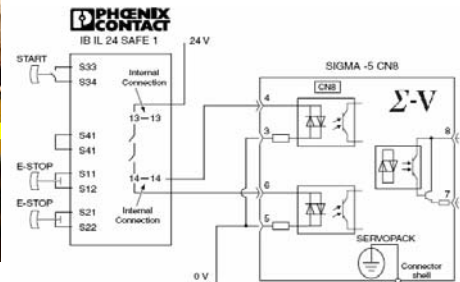 PHOENIX
CONTACT
IB IL 24 SAFE 1
24 V
START
S33
S34
Internal
Connection
13—13
S41
S41
E-STOP
S11
S12
14—14
E-STOP
S21
S22
Internal
Connection
0 V
SIGMA -5 CN8
CN8
Σ-V
4
3
6
5
8
7
SERVOPACK
Connector
shell